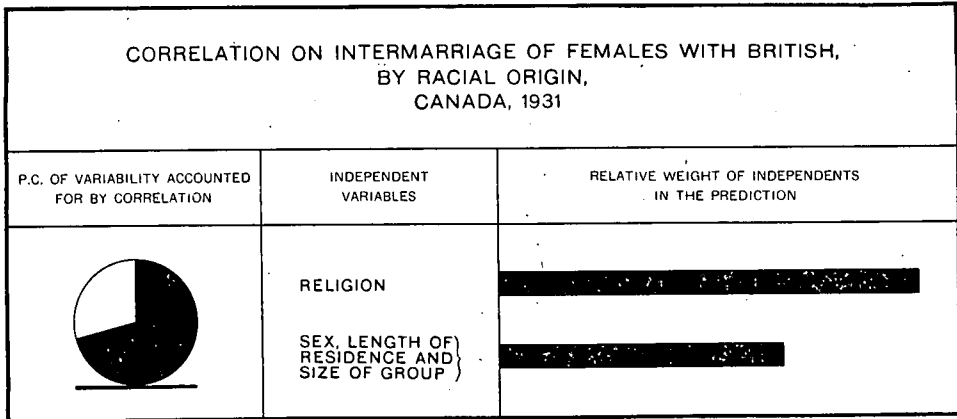 CORRELATION ON INTERMARRIAGE OF FEMALES WITH BRITISH,
BY RACIAL ORIGIN,
CANADA, 1931
P.C. OF VARIABILITY ACCOUNTED
FOR BY CORRELATION
INDEPENDENT
VARIABLES
RELATIVE WEIGHT OF INDEPENDENTS
IN THE PREDICTION
RELIGION
SEX, LENGTH OF
RESIDENCE AND
SIZE OF GROUP